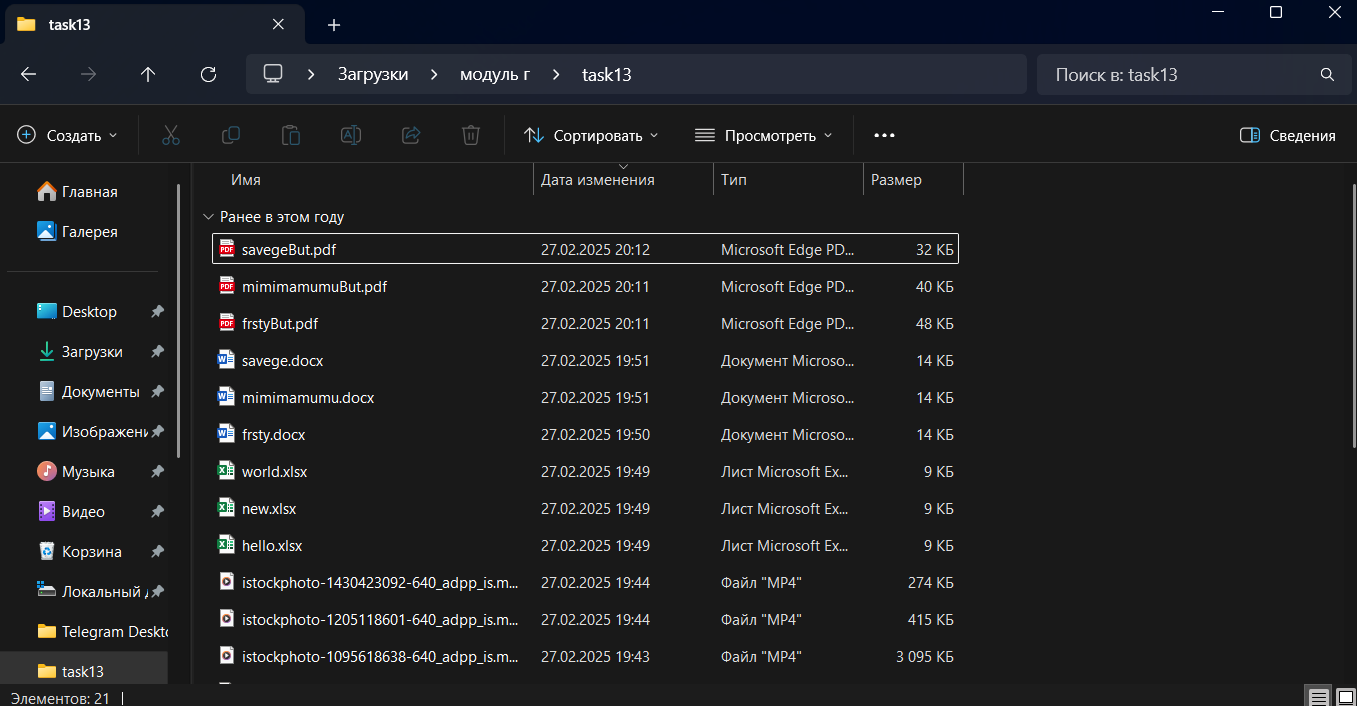 task13
Загрузки > модуль г > task13
Поиск в: task13
Создать
Сортировать
Просмотреть
Сведения
Имя Дата изменения Тип Размер
Ранее в этом году
savegeBut.pdf 27.02.2025 20:12 Microsoft Edge PD... 32 КБ
mimimamumuBut.pdf 27.02.2025 20:11 Microsoft Edge PD... 40 КБ
frstyBut.pdf 27.02.2025 20:11 Microsoft Edge PD... 48 КБ
savege.docx 27.02.2025 19:51 Документ Microso... 14 КБ
mimimamumu.docx 27.02.2025 19:51 Документ Microso... 14 КБ
frsty.docx 27.02.2025 19:50 Документ Microso... 14 КБ
world.xlsx 27.02.2025 19:49 Лист Microsoft Ex... 9 КБ
new.xlsx 27.02.2025 19:49 Лист Microsoft Ex... 9 КБ
hello.xlsx 27.02.2025 19:49 Лист Microsoft Ex... 9 КБ
istockphoto-1430423092-640_adpp_is.m... 27.02.2025 19:44 Файл "MP4" 274 КБ
istockphoto-1205118601-640_adpp_is.m... 27.02.2025 19:44 Файл "MP4" 415 КБ
istockphoto-1095618638-640_adpp_is.m... 27.02.2025 19:43 Файл "MP4" 3 095 КБ
Главная
Галерея
Desktop
Загрузки
Документы
Изображени
Музыка
Видео
Корзина
Локальный д
Telegram Deskto
task13
Элементов: 21